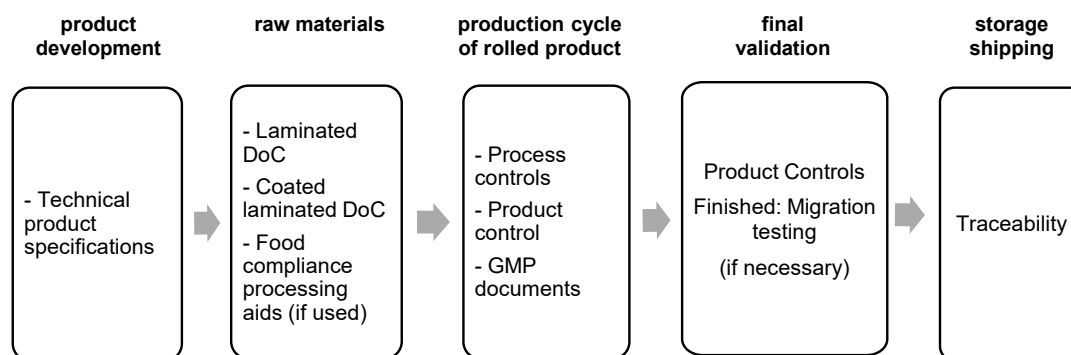 product
development
raw materials
production cycle
of rolled product
final
validation
storage
shipping
- Technical
product
specifications
- Laminated
DoC
- Coated
laminated DoC
- Food
compliance
processing
aids (if used)
- Process
controls
- Product
control
- GMP
documents
Product Controls
Finished: Migration
testing
(if necessary)
Traceability